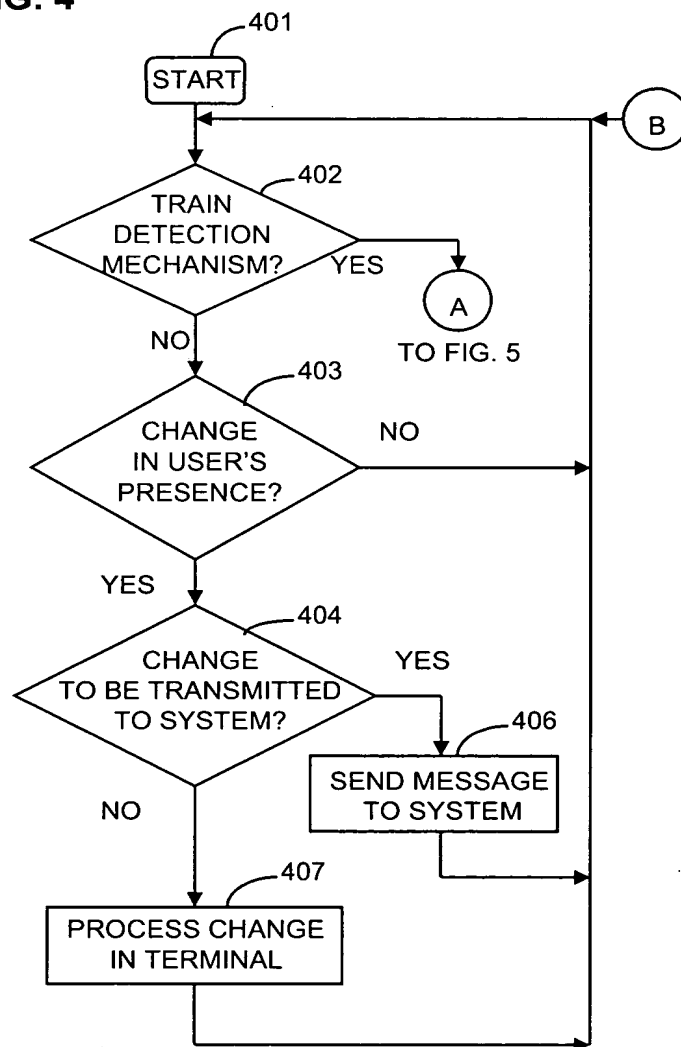 FIG. 4
401
START
B
402
TRAIN
DETECTION
MECHANISM?
YES
A
TO FIG. 5
NO
403
CHANGE
IN USER'S
PRESENCE?
NO
YES
404
CHANGE
TO BE TRANSMITTED
TO SYSTEM?
YES
406
SEND MESSAGE
TO SYSTEM
NO
407
PROCESS CHANGE
IN TERMINAL